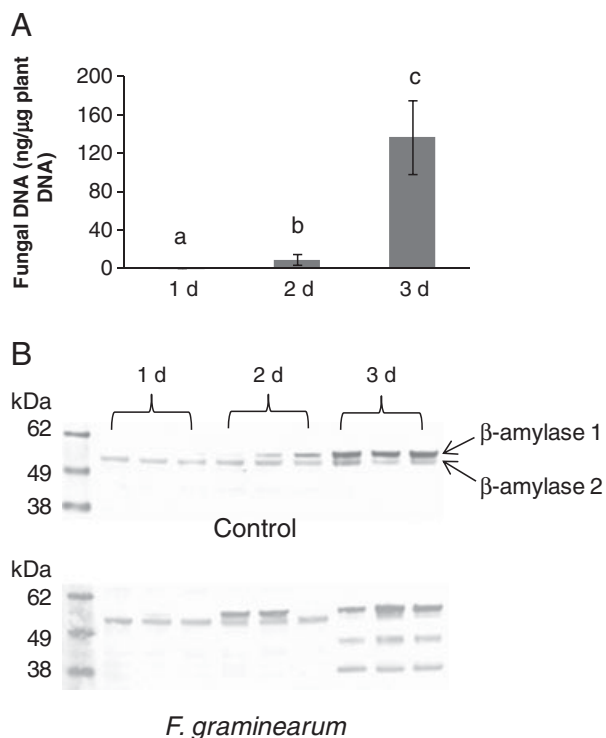 A
Fungal DNA (ng/μg plant
DNA)
200
160
120
80
40
0
a
b
c
1 d
2 d
3 d
B
1 d
2 d
3 d
kDa
62
49
38
β-amylase 1
β-amylase 2
Control
kDa
62
49
38
F. graminearum